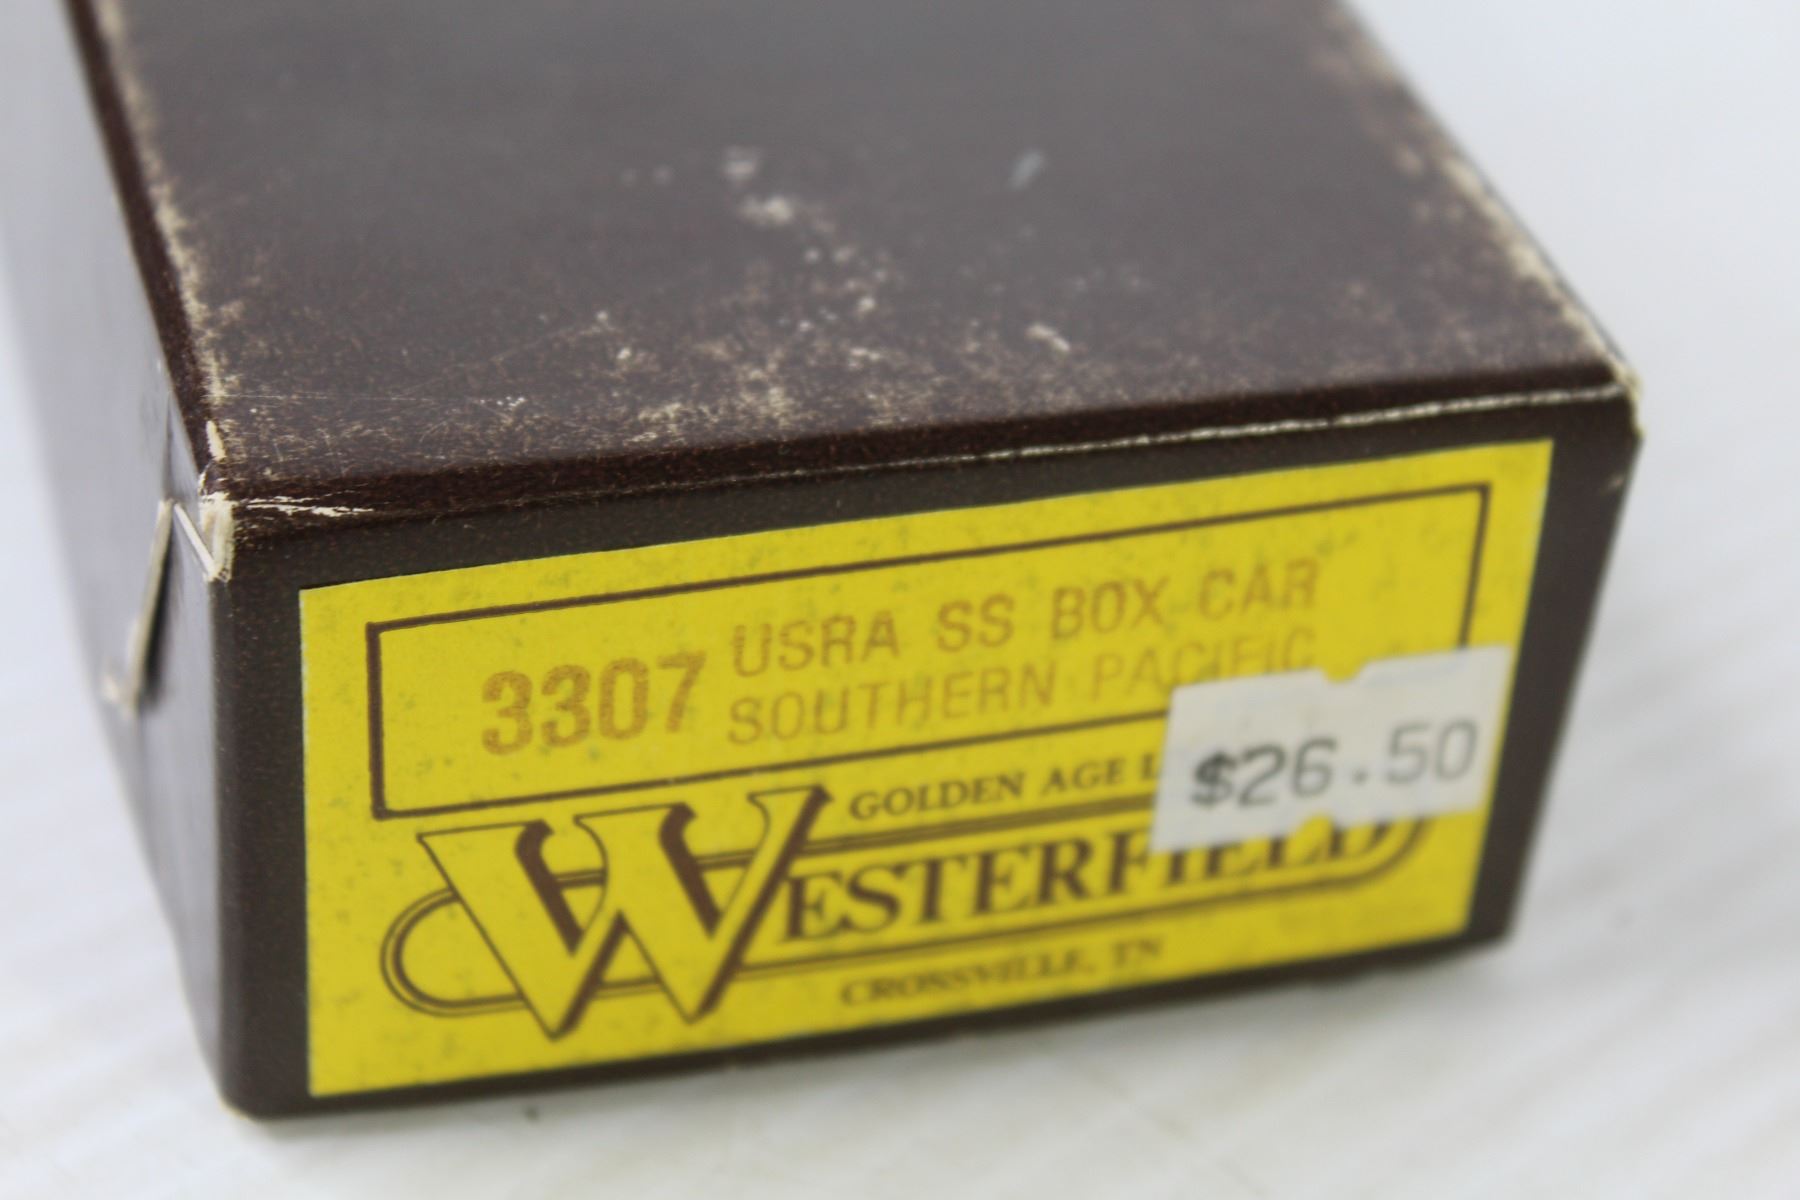 3307 USRA SS BOX CAR
SOUTHERN PACIFIC
$26.50
GOLDEN AGE
WESTERFIELD
CROSSVILLE, TN